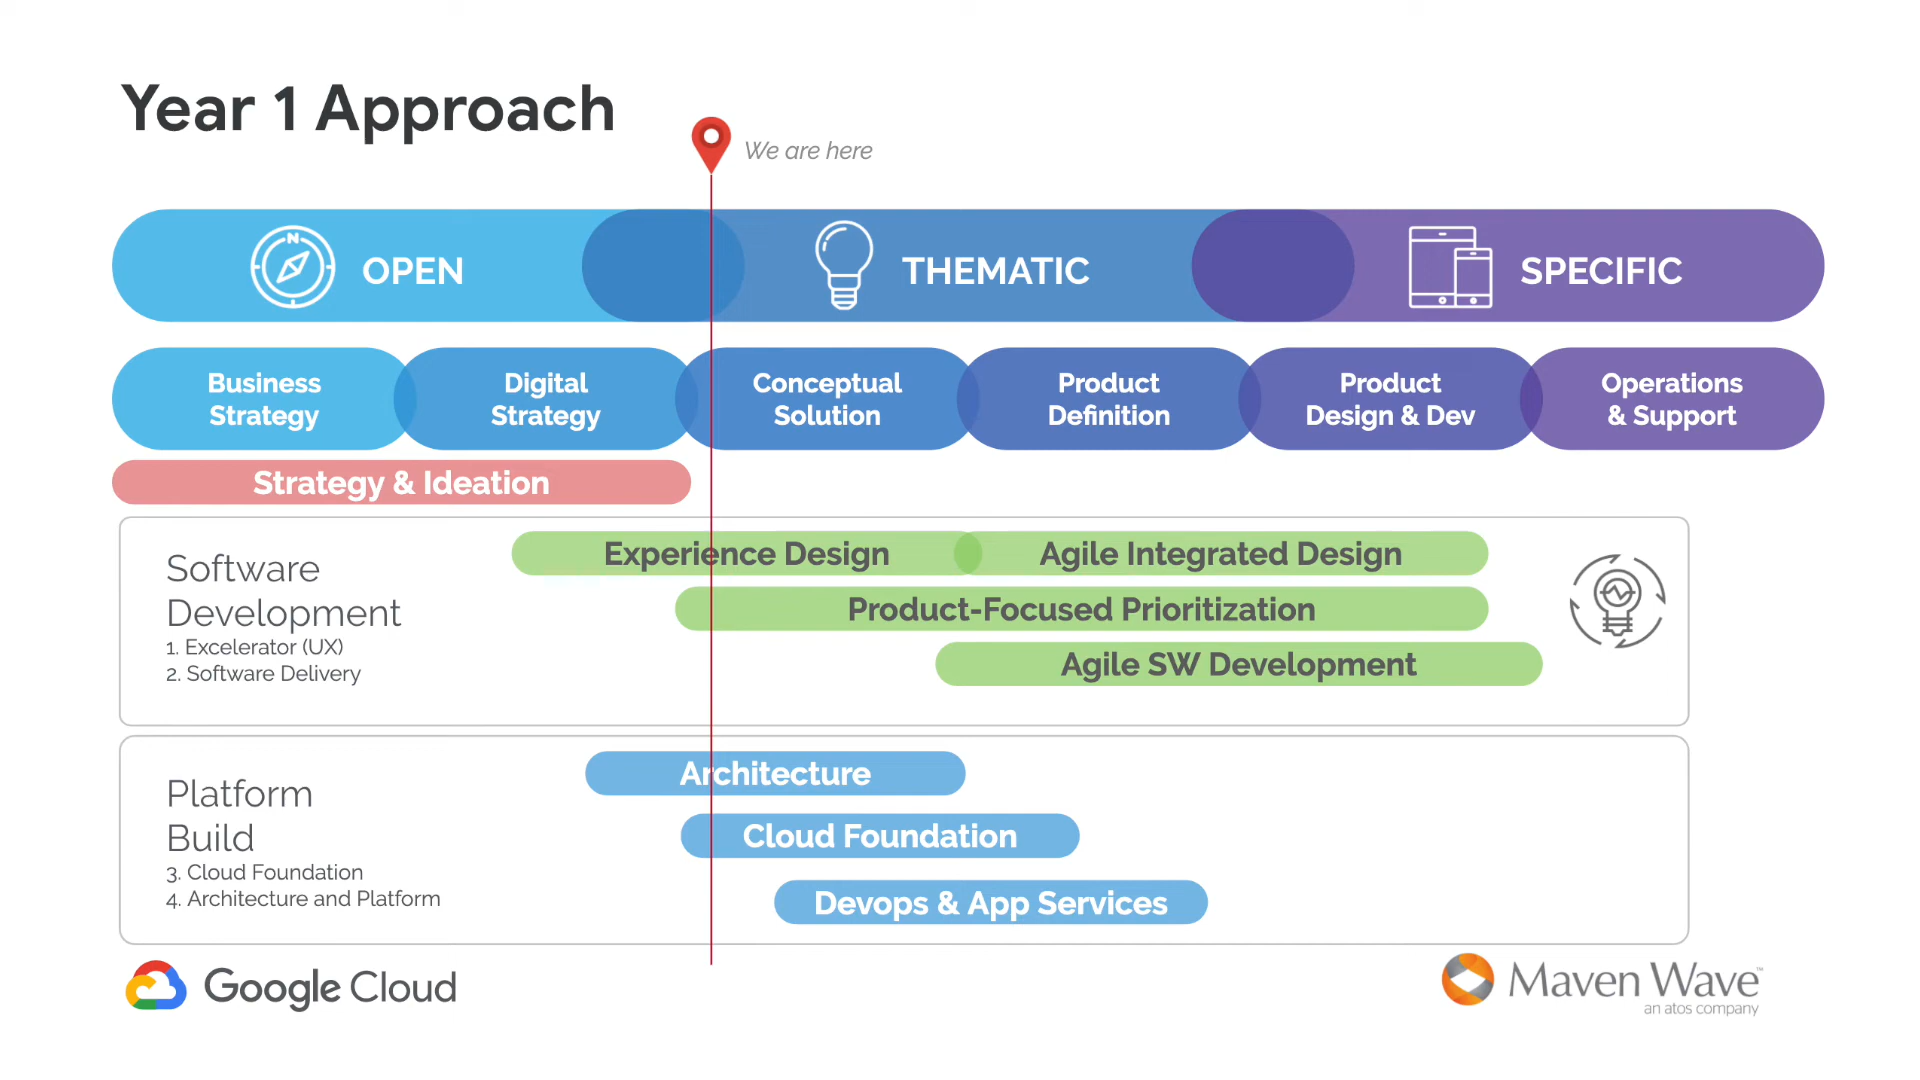 Year 1 Approach
We are here
N
OPEN
THEMATIC
SPECIFIC
Business
Strategy
Digital
Strategy
Conceptual
Solution
Product
Definition
Product
Design & Dev
Operations
& Support
Strategy & Ideation
Software
Development
1. Excelerator (UX)
2. Software Delivery
Experience Design
Agile Integrated Design
Product-Focused Prioritization
Agile SW Development
Platform
Build
3. Cloud Foundation
4. Architecture and Platform
Architecture
Cloud Foundation
Devops & App Services
Google Cloud
Maven Wave™
an atos company